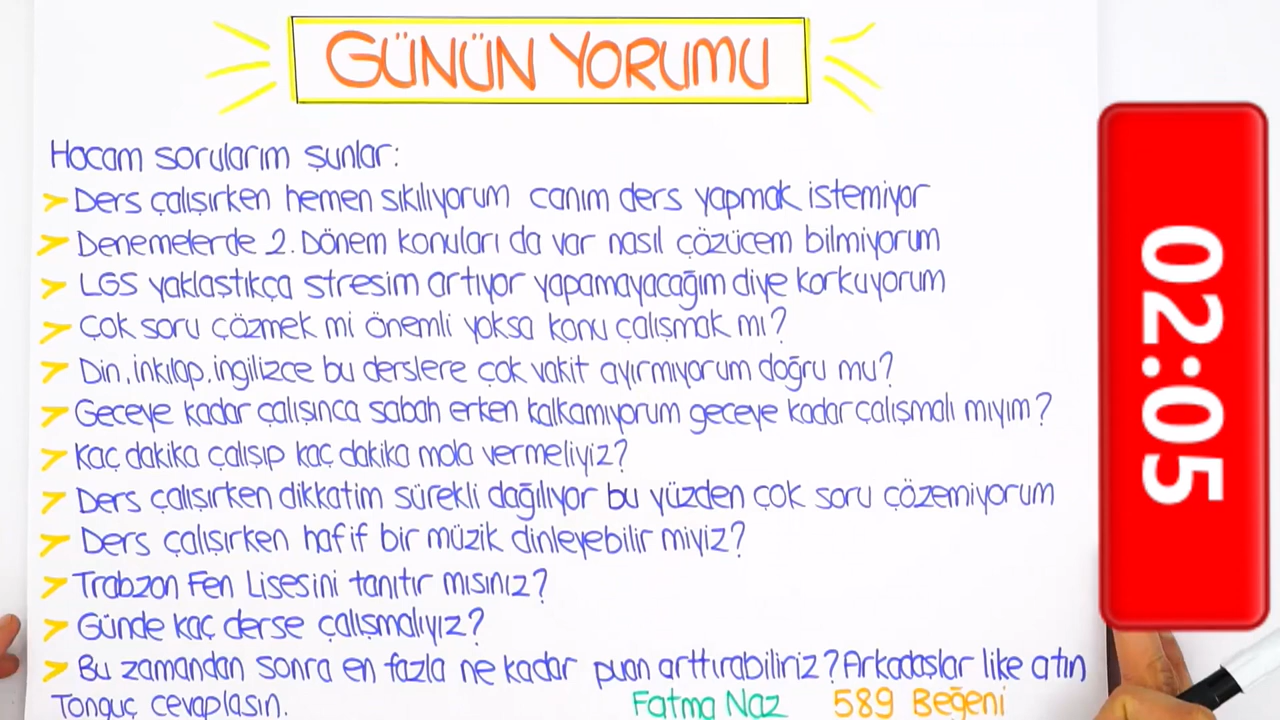 GÜNÜN YORUMU
Hocam sorularım şunlar:
➤ Ders çalışırken hemen sıkılıyorum canım ders yapmak istemiyor
➤ Denemelerde 2. Dönem konuları da var nasıl çözücem bilmiyorum
➤ LGS yaklaştıkça stresim artıyor yapamayacağım diye korkuyorum
➤ Çok soru çözmek mi önemli yoksa konu çalışmak mı?
➤ Din, inkılap, ingilizce bu derslere çok vakit ayırmıyorum doğru mu?
➤ Geceye kadar çalışınca sabah erken kalkamıyorum geceye kadar çalışmalı mıyım?
➤ Kaç dakika çalışıp kaç dakika mola vermeliyiz?
➤ Ders çalışırken dikkatim sürekli dağılıyor bu yüzden çok soru çözemiyorum
➤ Ders çalışırken hafif bir müzik dinleyebilir miyiz?
➤ Trabzon Fen Lisesini tanıtır mısınız?
➤ Günde kaç derse çalışmalıyız?
➤ Bu zamandan sonra en fazla ne kadar puan arttırabiliriz? Arkadaşlar like atın
Tonguç cevaplasın. Fatma Naz 589 Beğeni
02:05